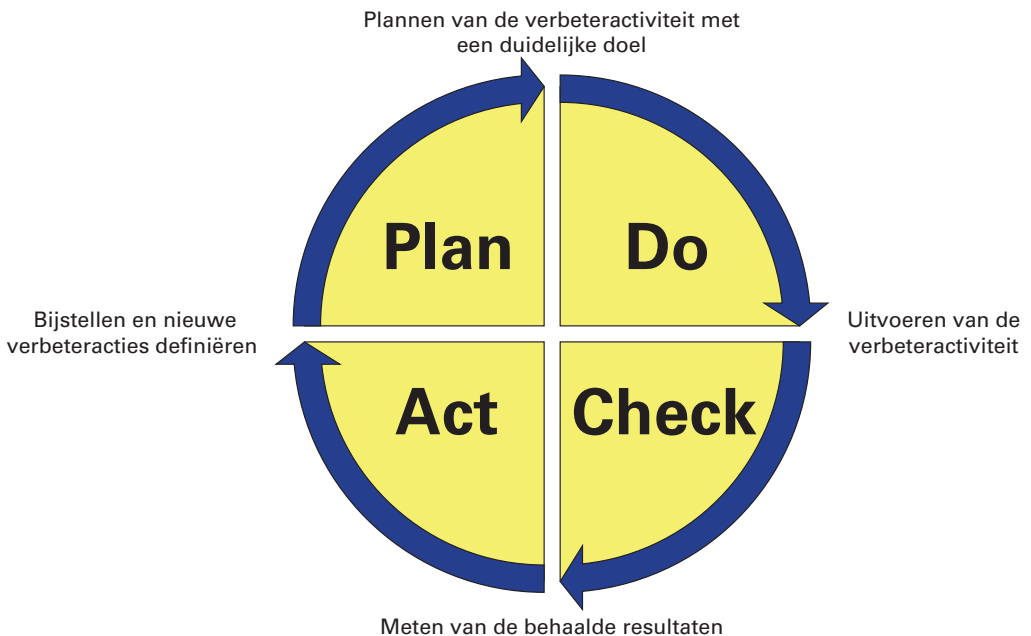 Plannen van de verbeteractiviteit met
een duidelijke doel
Plan
Do
Bijstellen en nieuwe
verbeteracties definiëren
Uitvoeren van de
verbeteractiviteit
Act
Check
Meten van de behaalde resultaten